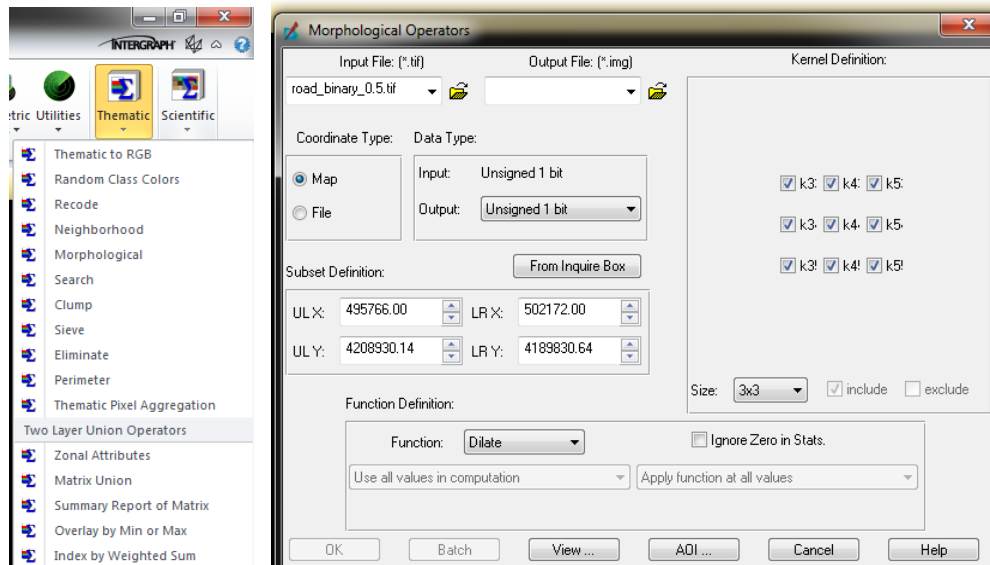 INTERGRAPH
tric Utilities Thematic Scientific
Thematic to RGB
Random Class Colors
Recode
Neighborhood
Morphological
Search
Clump
Sieve
Eliminate
Perimeter
Thematic Pixel Aggregation
Two Layer Union Operators
Zonal Attributes
Matrix Union
Summary Report of Matrix
Overlay by Min or Max
Index by Weighted Sum
Morphological Operators
Input File: (*.tif) Output File: (*.img) Kernel Definition:
road_binary_0.5.tif
Coordinate Type: Data Type:
Map Input: Unsigned 1 bit
File Output: Unsigned 1 bit
k3: k4: k5:
k3. k4. k5.
k3! k4! k5!
Subset Definition: From Inquire Box
UL X: 495766.00 LR X: 502172.00
UL Y: 4208930.14 LR Y: 4189830.64
Size: 3x3 include exclude
Function Definition:
Function: Dilate Ignore Zero in Stats.
Use all values in computation Apply function at all values
OK Batch View ... AOI ... Cancel Help